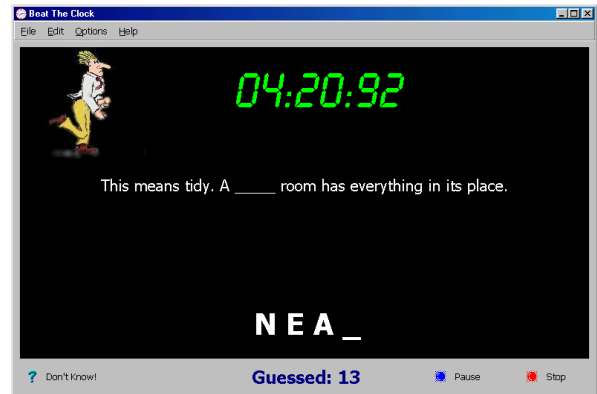 Beat The Clock
File Edit Options Help
04:20:92
This means tidy. A _____ room has everything in its place.
N E A _
? Don't Know! Guessed: 13 Pause Stop